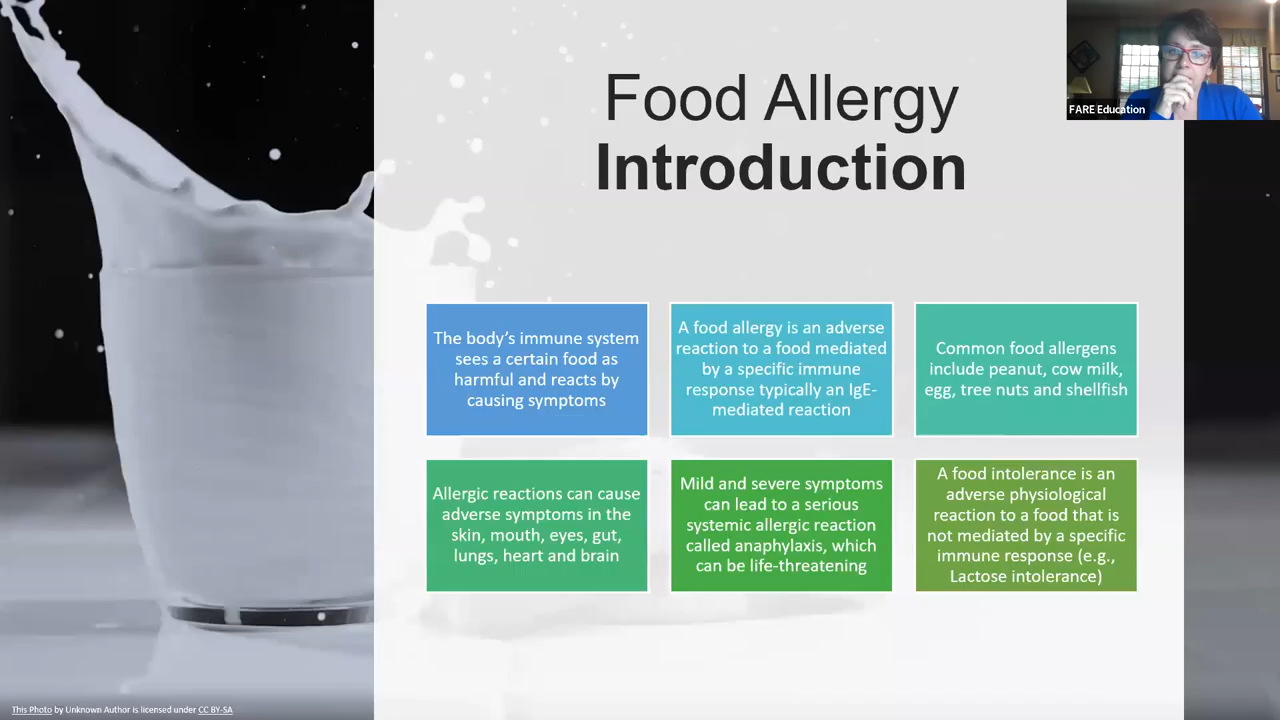 Food Allergy
Introduction
FARE Education
The body’s immune system
sees a certain food as
harmful and reacts by
causing symptoms
A food allergy is an adverse
reaction to a food mediated
by a specific immune
response typically an IgE-
mediated reaction
Common food allergens
include peanut, cow milk,
egg, tree nuts and shellfish
Allergic reactions can cause
adverse symptoms in the
skin, mouth, eyes, gut,
lungs, heart and brain
Mild and severe symptoms
can lead to a serious
systemic allergic reaction
called anaphylaxis, which
can be life-threatening
A food intolerance is an
adverse physiological
reaction to a food that is
not mediated by a specific
immune response (e.g.,
Lactose intolerance)
This Photo by Unknown Author is licensed under CC BY-SA